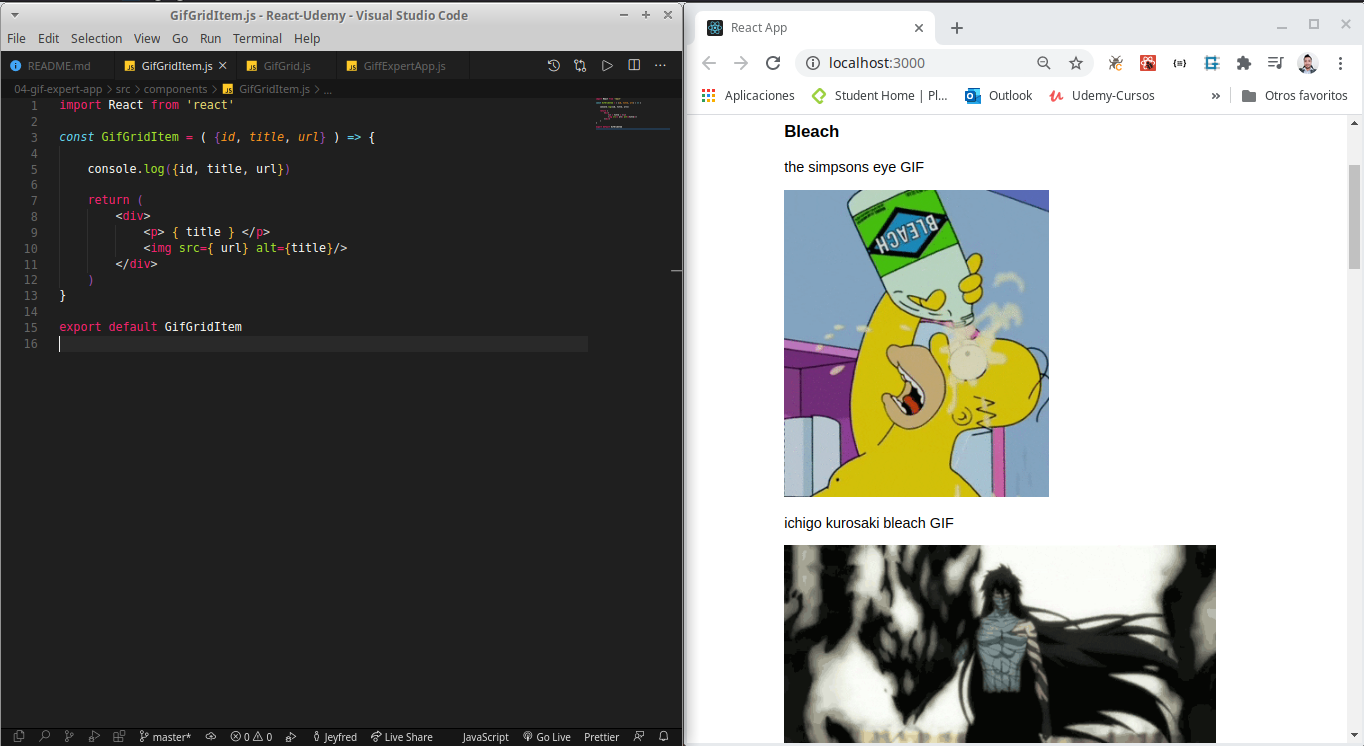 GifGridItem.js - React-Udemy - Visual Studio Code
File Edit Selection View Go Run Terminal Help
README.md GifGridItem.js GifGrid.js GiffExpertApp.js
04-gif-expert-app > src > components > GifGridItem.js > ...
1 import React from 'react'
2
3 const GifGridItem = ( {id, title, url} ) => {
4
5 console.log({id, title, url})
6
7 return (
8 <div>
9 <p> { title } </p>
10 <img src={ url} alt={title}/>
11 </div>
12 )
13 }
14
15 export default GifGridItem
16
master* 0 0 Jeyfred Live Share JavaScript Go Live Prettier
React App
localhost:3000
Aplicaciones Student Home | Pl... Outlook Udemy-Cursos » Otros favoritos
Bleach
the simpsons eye GIF
BLEACH
ichigo kurosaki bleach GIF